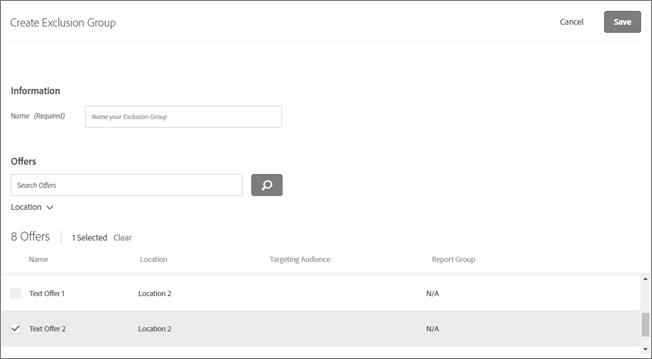 Create Exclusion Group Cancel Save
Information
Name (Required) Name your Exclusion Group
Offers
Search Offers
Location
8 Offers 1 Selected Clear
Name Location Targeting Audience Report Group
Text Offer 1 Location 2 N/A
Text Offer 2 Location 2 N/A